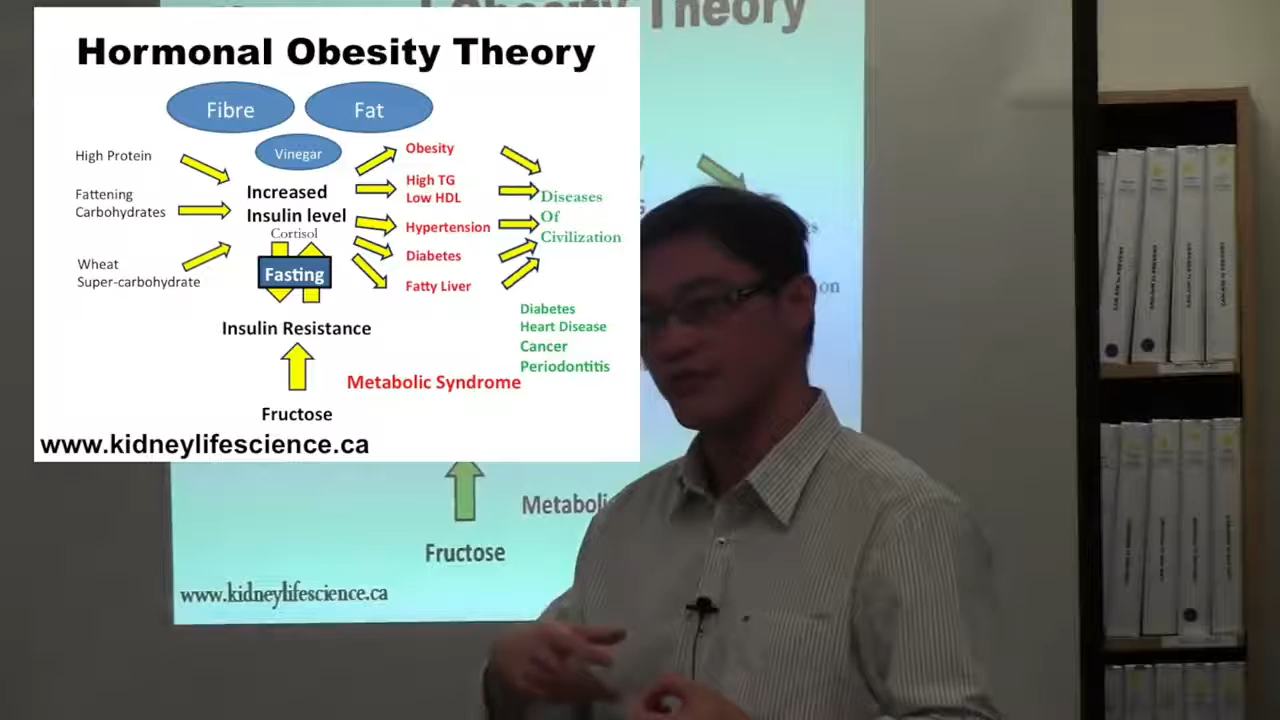 Hormonal Obesity Theory
Fibre
Fat
Vinegar
High Protein
Fattening
Carbohydrates
Wheat
Super-carbohydrate
Increased
Insulin level
Cortisol
Fasting
Insulin Resistance
Fructose
Obesity
High TG
Low HDL
Hypertension
Diabetes
Fatty Liver
Metabolic Syndrome
Diseases
Of
Civilization
Diabetes
Heart Disease
Cancer
Periodontitis
www.kidneylifescience.ca
Obesity Theory
Fructose
www.kidneylifescience.ca